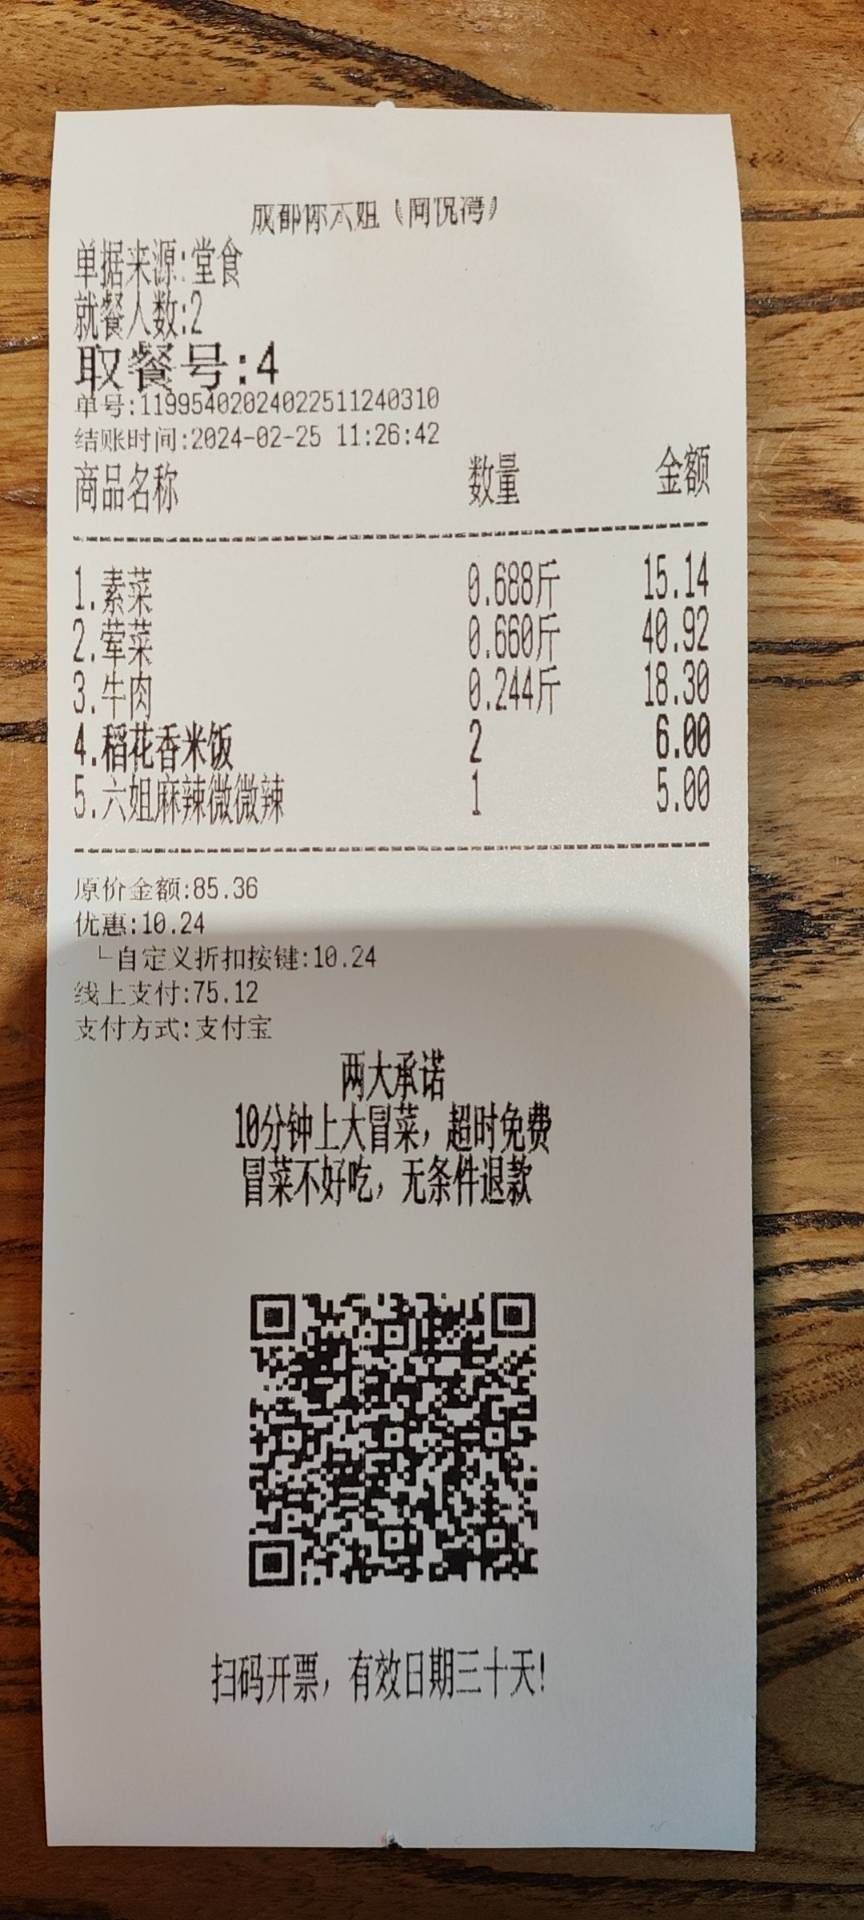 成都你六姐（阿悦湾）
单据来源:堂食
就餐人数:2
取餐号:4
单号:11995402024022511240310
结账时间:2024-02-25 11:26:42
商品名称 数量 金额
1.素菜 0.688斤 15.14
2.荤菜 0.660斤 40.92
3.牛肉 0.244斤 18.30
4.稻花香米饭 2 6.00
5.六姐麻辣微微辣 1 5.00
原价金额:85.36
优惠:10.24
└自定义折扣按键:10.24
线上支付:75.12
支付方式:支付宝
两大承诺
10分钟上大冒菜，超时免费
冒菜不好吃，无条件退款
扫码开票，有效日期三十天!